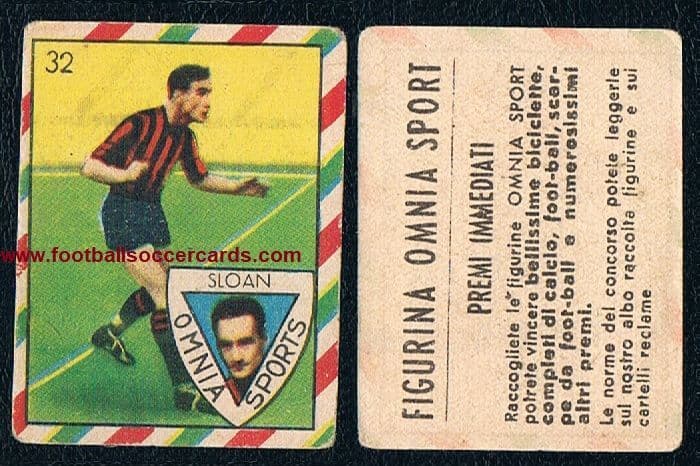 32
www.footballsoccercards.com
SLOAN
OMNIA
SPORTS
FIGURINA OMNIA SPORT
PREMI IMMEDIATI
Raccogliete le figurine OMNIA SPORT
potrete vincere bellissime biciclette,
completi di calcio, foot-ball, scar-
pe da foot-ball e numerosissimi
altri premi.
Le norme del concorso potete leggerle
sul nostro albo raccolta figurine e sui
cartelli reclame